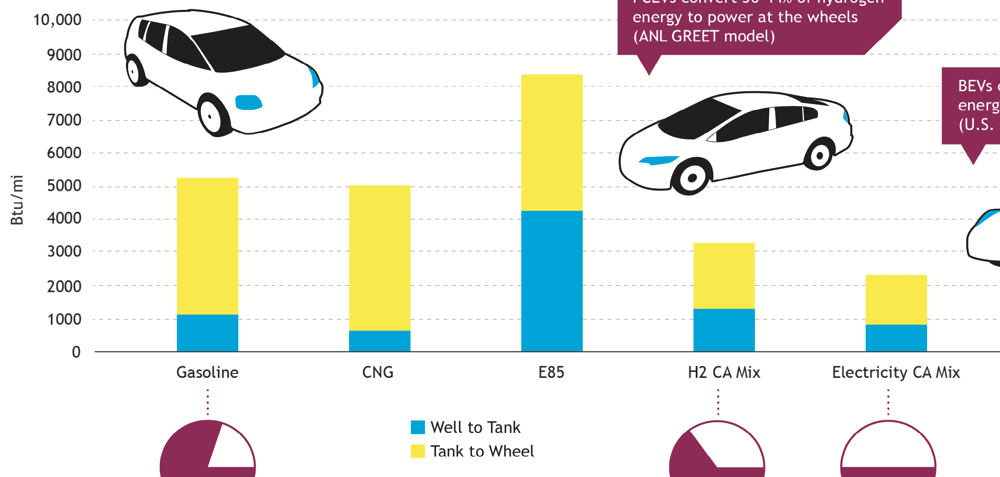 energy to power at the wheels
(ANL GREET model)
BEVs
(U.S.
Btu/mi
10,000
9000
8000
7000
6000
5000
4000
3000
2000
1000
0
Gasoline
CNG
E85
H2 CA Mix
Electricity CA Mix
Well to Tank
Tank to Wheel